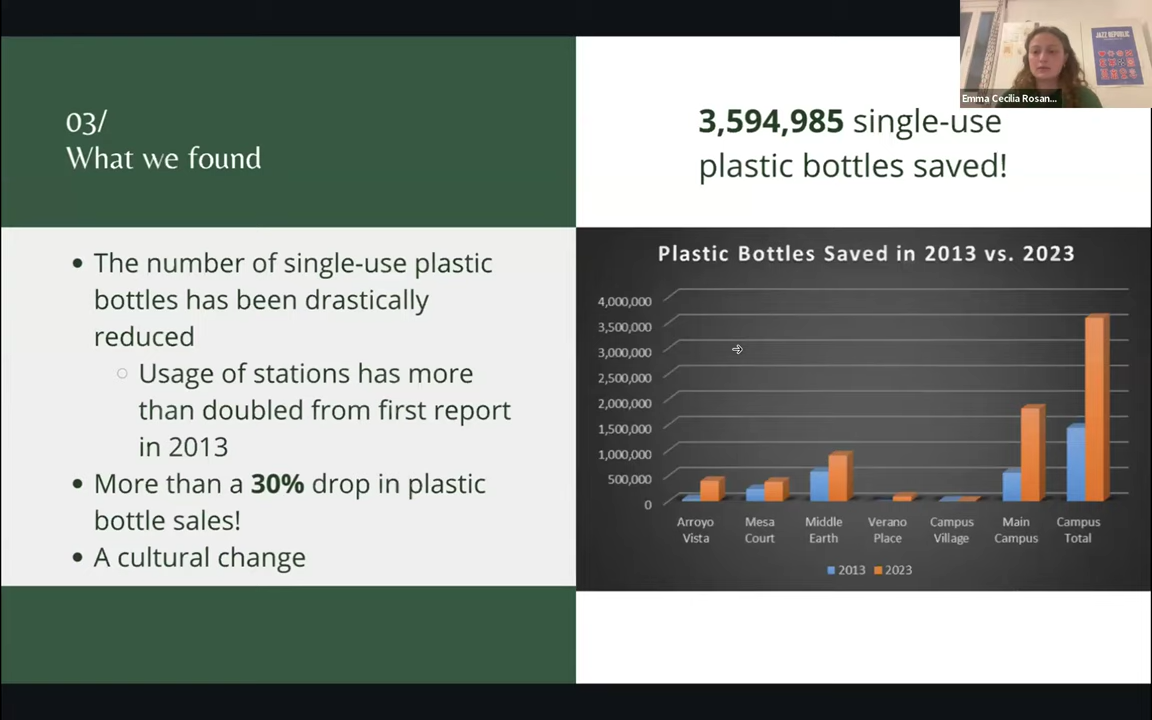 03/
What we found
3,594,985 single-use
plastic bottles saved!
JAZZ REPUBLIC
Emma Cecilia Rosan...
• The number of single-use plastic
bottles has been drastically
reduced
○ Usage of stations has more
than doubled from first report
in 2013
• More than a 30% drop in plastic
bottle sales!
• A cultural change
Plastic Bottles Saved in 2013 vs. 2023
4,000,000
3,500,000
3,000,000
2,500,000
2,000,000
1,500,000
1,000,000
500,000
0
Arroyo Vista
Mesa Court
Middle Earth
Verano Place
Campus Village
Main Campus
Campus Total
2013 2023